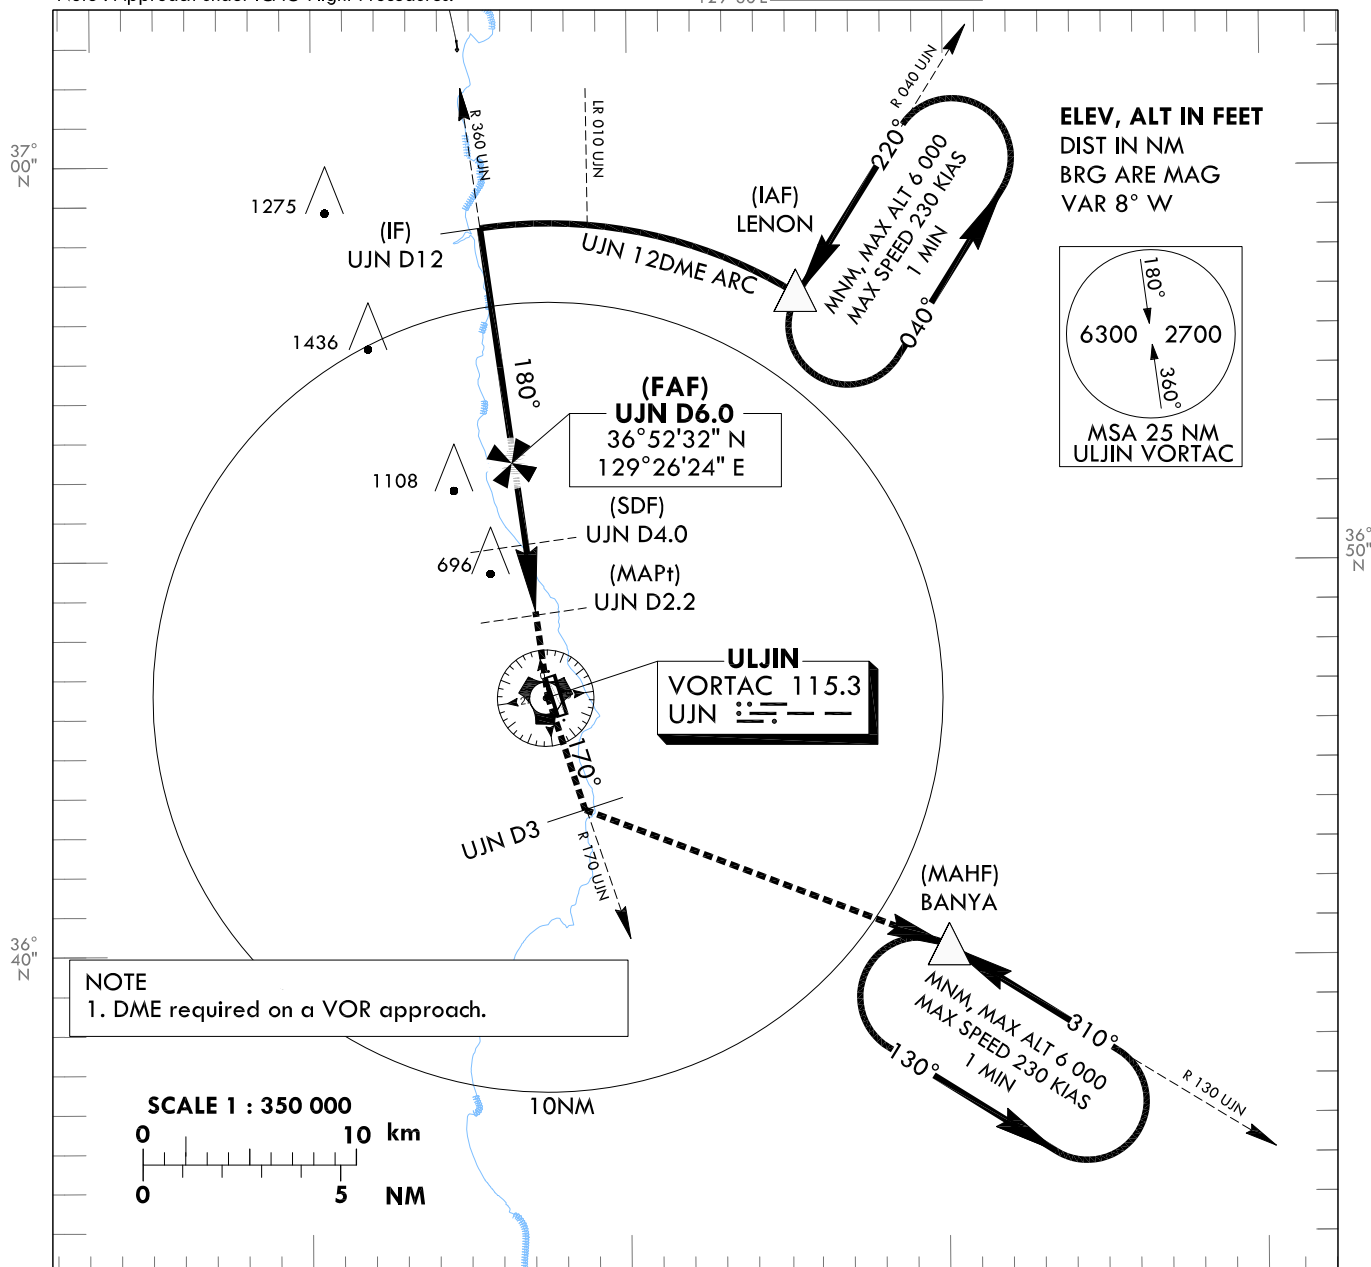 37°
00"
N
R 360 UJN
LR 010 UJN
R 040 UJN
ELEV, ALT IN FEET
DIST IN NM
BRG ARE MAG
VAR 8° W
1275
(IF)
UJN D12
UJN 12DME ARC
(IAF)
LENON
220°
MNM, MAX ALT 6 000
MAX SPEED 230 KIAS
1 MIN
040°
180°
6300
2700
360°
MSA 25 NM
ULJIN VORTAC
1436
180°
(FAF)
UJN D6.0
36°52'32" N
129°26'24" E
1108
(SDF)
UJN D4.0
36°
50"
N
696
(MAPt)
UJN D2.2
ULJIN
VORTAC 115.3
UJN
170°
UJN D3
R 170 UJN
(MAHF)
BANYA
36°
40"
N
NOTE
1. DME required on a VOR approach.
MNM, MAX ALT 6 000
MAX SPEED 230 KIAS
1 MIN
310°
130°
R 130 UJN
10NM
SCALE 1 : 350 000
0 10 km
0 5 NM